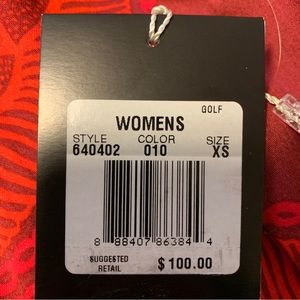 GOLF
WOMENS
STYLE COLOR SIZE
640402 010 XS
8 88407 86384 4
SUGGESTED
RETAIL $100.00